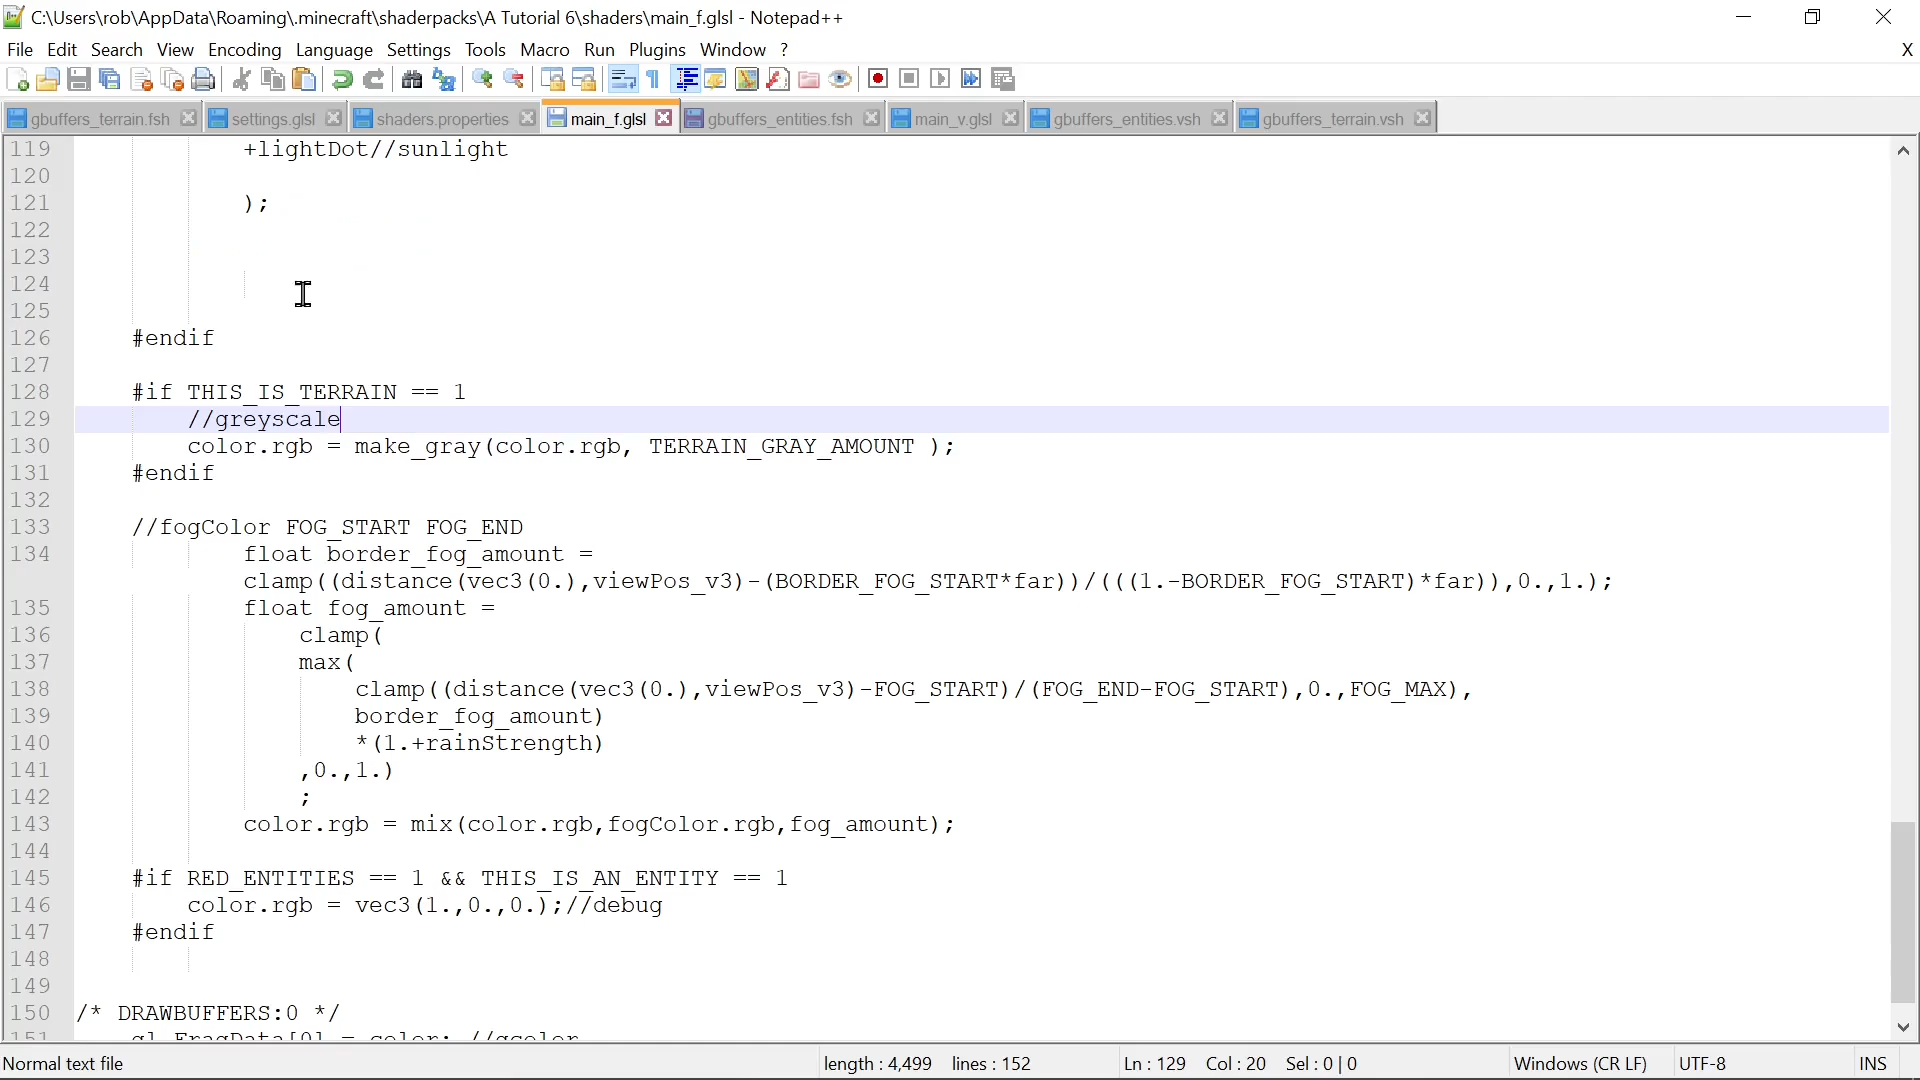 C:\Users\rob\AppData\Roaming\.minecraft\shaderpacks\A Tutorial 6\shaders\main_f.glsl - Notepad++
File Edit Search View Encoding Language Settings Tools Macro Run Plugins Window ? X
gbuffers_terrain.fsh settings.glsl shaders.properties main_f.glsl gbuffers_entities.fsh main_v.glsl gbuffers_entities.vsh gbuffers_terrain.vsh
119 +lightDot//sunlight
120
121 );
122
123
124
125
126 #endif
127
128 #if THIS_IS_TERRAIN == 1
129 //greyscale
130 color.rgb = make_gray(color.rgb, TERRAIN_GRAY_AMOUNT );
131 #endif
132
133 //fogColor FOG_START FOG_END
134 float border_fog_amount =
clamp((distance(vec3(0.),viewPos_v3)-(BORDER_FOG_START*far))/(((1.-BORDER_FOG_START)*far)),0.,1.);
135 float fog_amount =
136 clamp(
137 max(
138 clamp((distance(vec3(0.),viewPos_v3)-FOG_START)/(FOG_END-FOG_START),0.,FOG_MAX),
139 border_fog_amount)
140 *(1.+rainStrength)
141 ,0.,1.)
142 ;
143 color.rgb = mix(color.rgb,fogColor.rgb,fog_amount);
144
145 #if RED_ENTITIES == 1 && THIS_IS_AN_ENTITY == 1
146 color.rgb = vec3(1.,0.,0.);//debug
147 #endif
148
149
150 /* DRAWBUFFERS:0 */
151 gl_FragData[0] = color; //gcolor
Normal text file length : 4,499 lines : 152 Ln : 129 Col : 20 Sel : 0 | 0 Windows (CR LF) UTF-8 INS